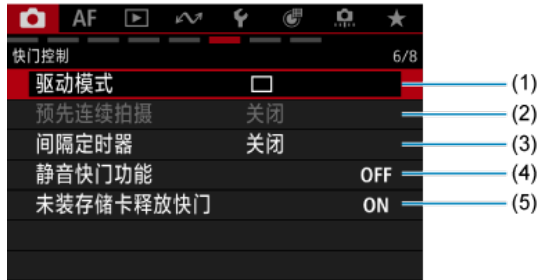 AF
快门控制 6/8
驱动模式 (1)
预先连续拍摄 关闭 (2)
间隔定时器 关闭 (3)
静音快门功能 OFF (4)
未装存储卡释放快门 ON (5)